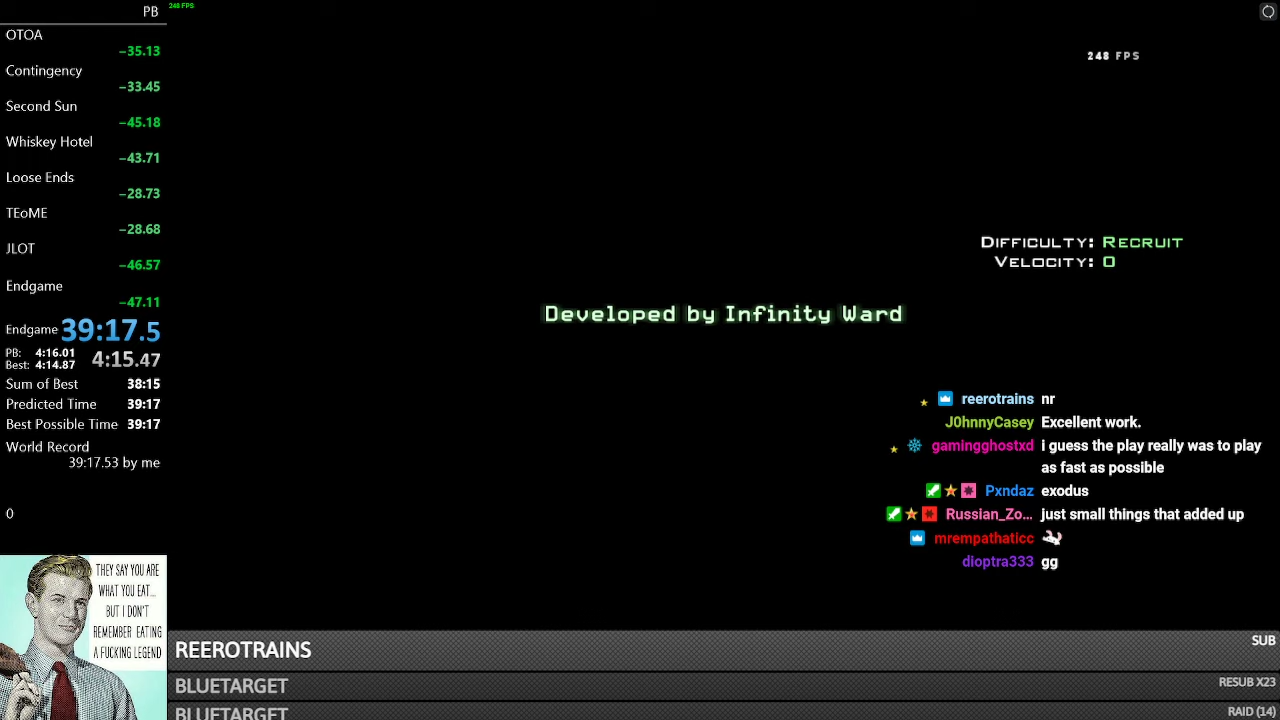 PB
248 FPS
248 FPS
OTOA
-35.13
Contingency
-33.45
Second Sun
-45.18
Whiskey Hotel
-43.71
Loose Ends
-28.73
TEoME
-28.68
JLOT
-46.57
Endgame
-47.11
Endgame 39:17.5
PB: 4:16.01
Best: 4:14.87
4:15.47
Sum of Best 38:15
Predicted Time 39:17
Best Possible Time 39:17
World Record
39:17.53 by me
0
THEY SAY YOU ARE
WHAT YOU EAT...
BUT I DON'T
REMEMBER EATING
A FUCKING LEGEND
Difficulty: Recruit
Velocity: 0
Developed by Infinity Ward
reerotrains nr
J0hnnyCasey Excellent work.
gamingghostxd i guess the play really was to play
as fast as possible
Pxndaz exodus
Russian_Zo... just small things that added up
mrempathaticc
dioptra333 gg
REEROTRAINS SUB
BLUETARGET RESUB X23
BLUETARGET RAID (14)